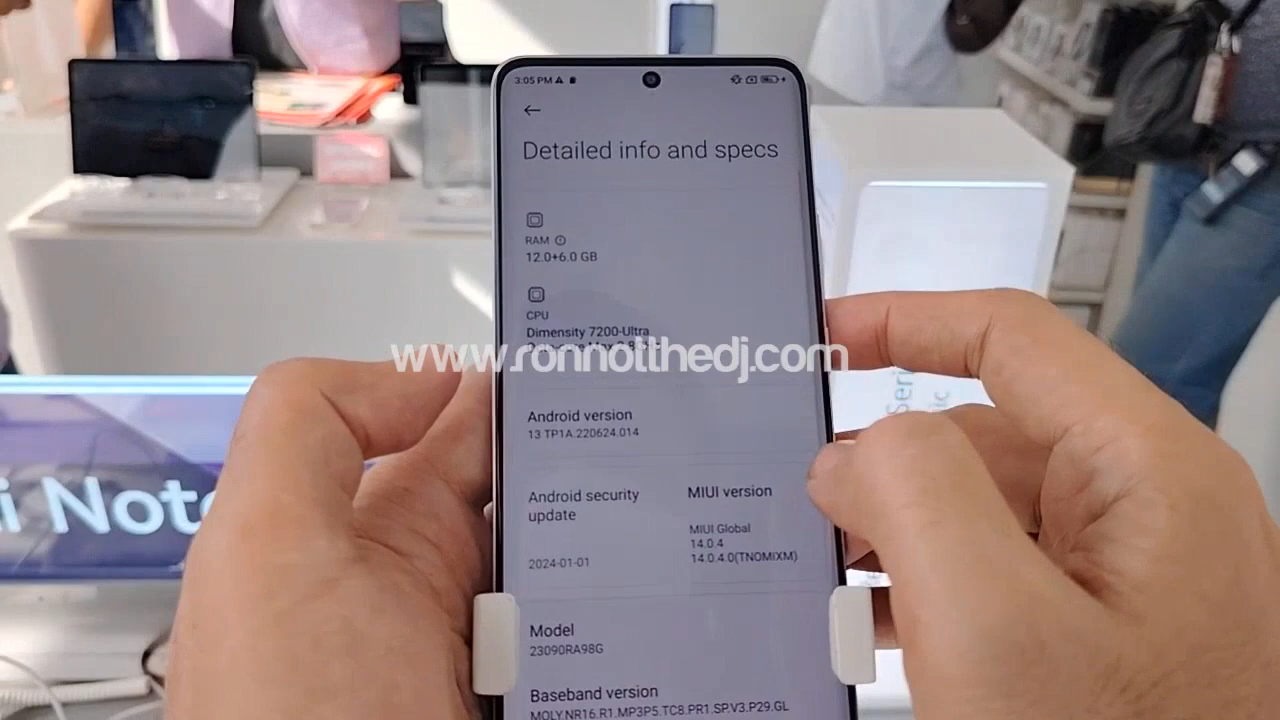 3:05 PM
Detailed info and specs
RAM
12.0+6.0 GB
CPU
Dimensity 7200-Ultra
www.ronnotthedj.com
Android version
13 TP1A.220624.014
Android security
update
2024-01-01
MIUI version
MIUI Global
14.0.4
14.0.4.0(TNOMIXM)
Model
23090RA98G
Baseband version
MOLY.NR16.R1.MP3P5.TC8.PR1.SP.V3.P29.GL
i Note
Seri